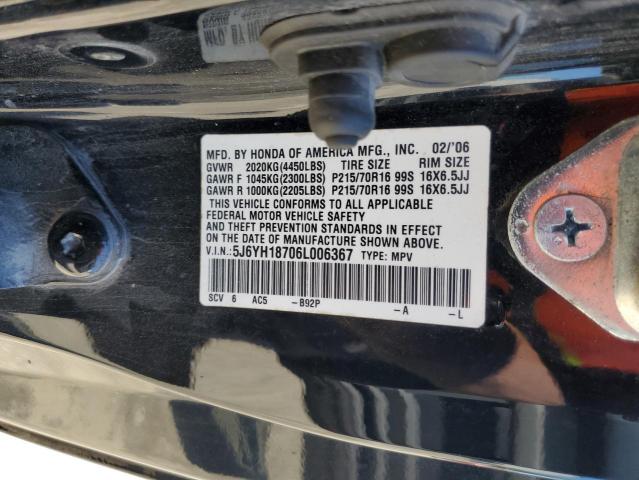 MFD. BY HONDA OF AMERICA MFG., INC. 02/'06
GVWR 2020KG(4450LBS) TIRE SIZE RIM SIZE
GAWR F 1045KG(2300LBS) P215/70R16 99S 16X6.5JJ
GAWR R 1000KG(2205LBS) P215/70R16 99S 16X6.5JJ
THIS VEHICLE CONFORMS TO ALL APPLICABLE
FEDERAL MOTOR VEHICLE SAFETY
AND THEFT PREVENTION STANDARDS IN EFFECT
ON THE DATE OF MANUFACTURE SHOWN ABOVE.
V.I.N.: 5J6YH18706L006367 TYPE: MPV
SCV 6 AC5 -B92P -A -L